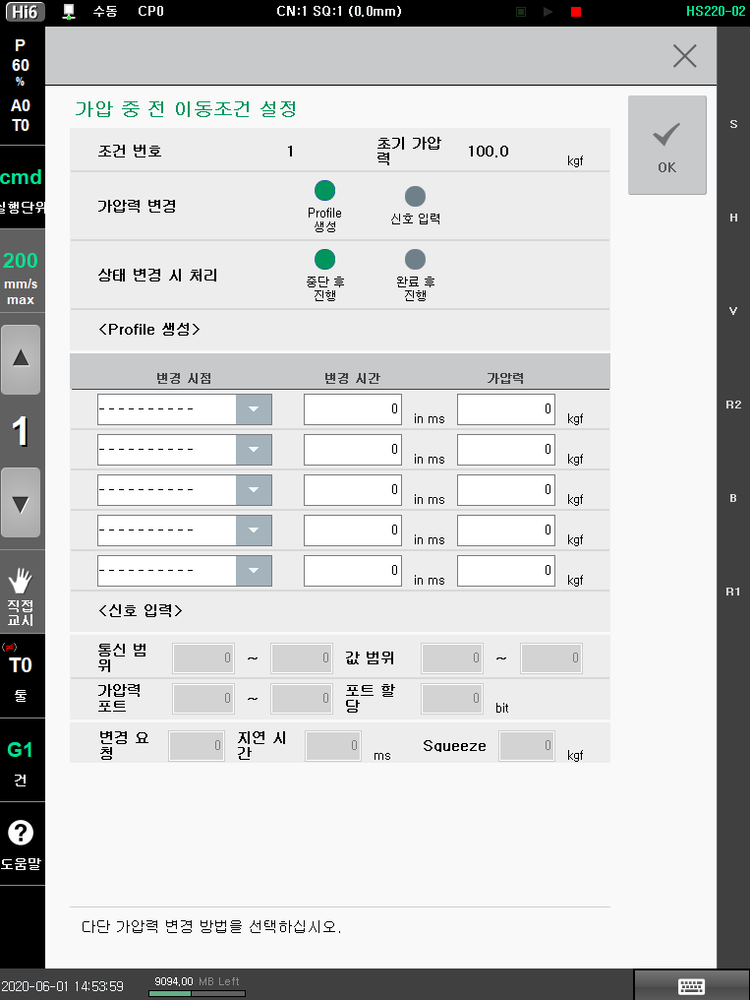 Hi6 수동 CP0 CN:1 SQ:1 (0.0mm) HS220-02
P
60
%
A0
T0
cmd
실행단위
200
mm/s
max
1
직접
교시
(≠)
T0
툴
G1
건
?
도움말
가압 중 전 이동조건 설정
OK
조건 번호 1 초기 가압
력 100.0 kgf
가압력 변경 Profile
생성 신호 입력
상태 변경 시 처리 중단 후
진행 완료 후
진행
<Profile 생성>
변경 시점 변경 시간 가압력
---------- 0 in ms 0 kgf
---------- 0 in ms 0 kgf
---------- 0 in ms 0 kgf
---------- 0 in ms 0 kgf
---------- 0 in ms 0 kgf
<신호 입력>
통신 범
위 0 ~ 0 값 범위 0 ~ 0
가압력
포트 0 ~ 0 포트 할
당 0 bit
변경 요
청 0 지연 시
간 0 ms Squeeze 0 kgf
다단 가압력 변경 방법을 선택하십시오.
S
H
V
R2
B
R1
2020-06-01 14:53:59 9094,00 MB Left